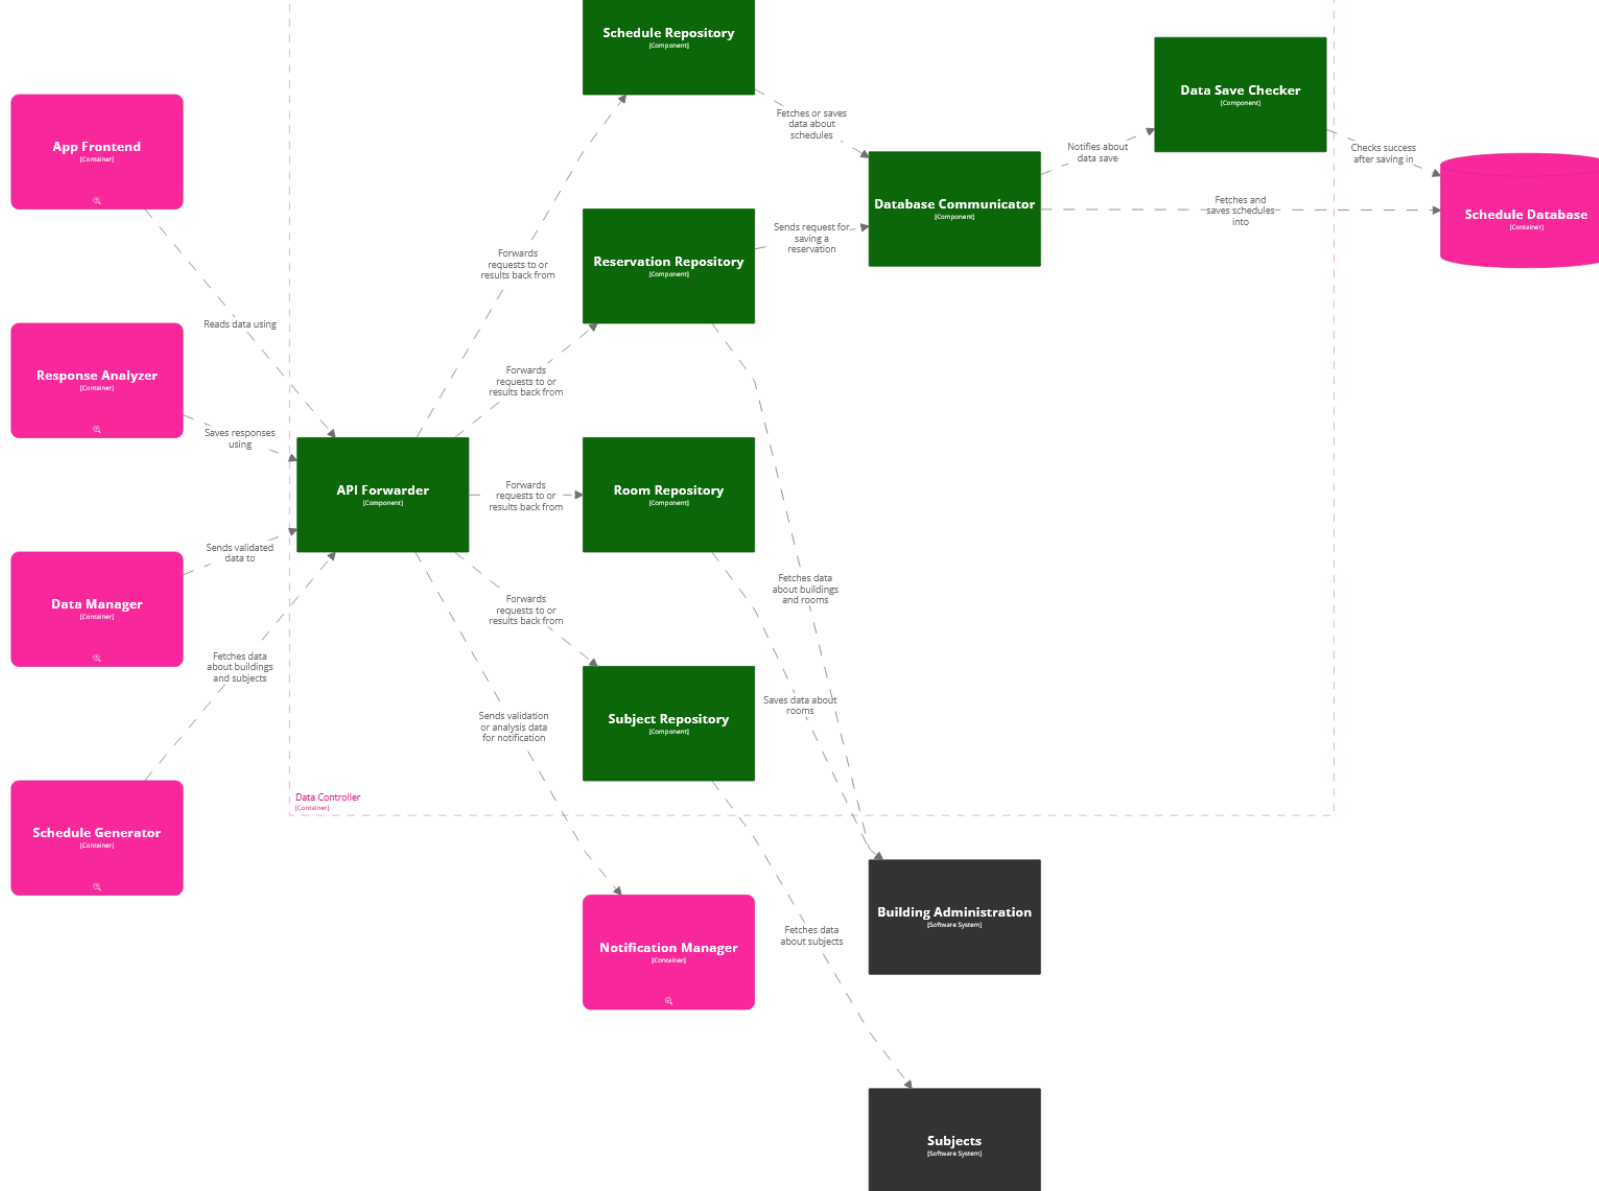 Schedule Repository
[Component]
Data Save Checker
[Component]
App Frontend
[Container]
Fetches or saves
data about
schedules
Notifies about
data save
Checks success
after saving in
Database Communicator
[Component]
Fetches and
saves schedules
into
Schedule Database
[Container]
Forwards
requests to or
results back from
Reservation Repository
[Component]
Sends request for
saving a
reservation
Reads data using
Response Analyzer
[Container]
Forwards
requests to or
results back from
Saves responses
using
API Forwarder
[Component]
Forwards
requests to or
results back from
Room Repository
[Component]
Sends validated
data to
Data Manager
[Container]
Forwards
requests to or
results back from
Fetches data
about buildings
and rooms
Fetches data
about buildings
and subjects
Sends validation
or analysis data
for notification
Subject Repository
[Component]
Saves data about
rooms
Data Controller
[Container]
Schedule Generator
[Container]
Notification Manager
[Container]
Building Administration
[Software System]
Fetches data
about subjects
Subjects
[Software System]